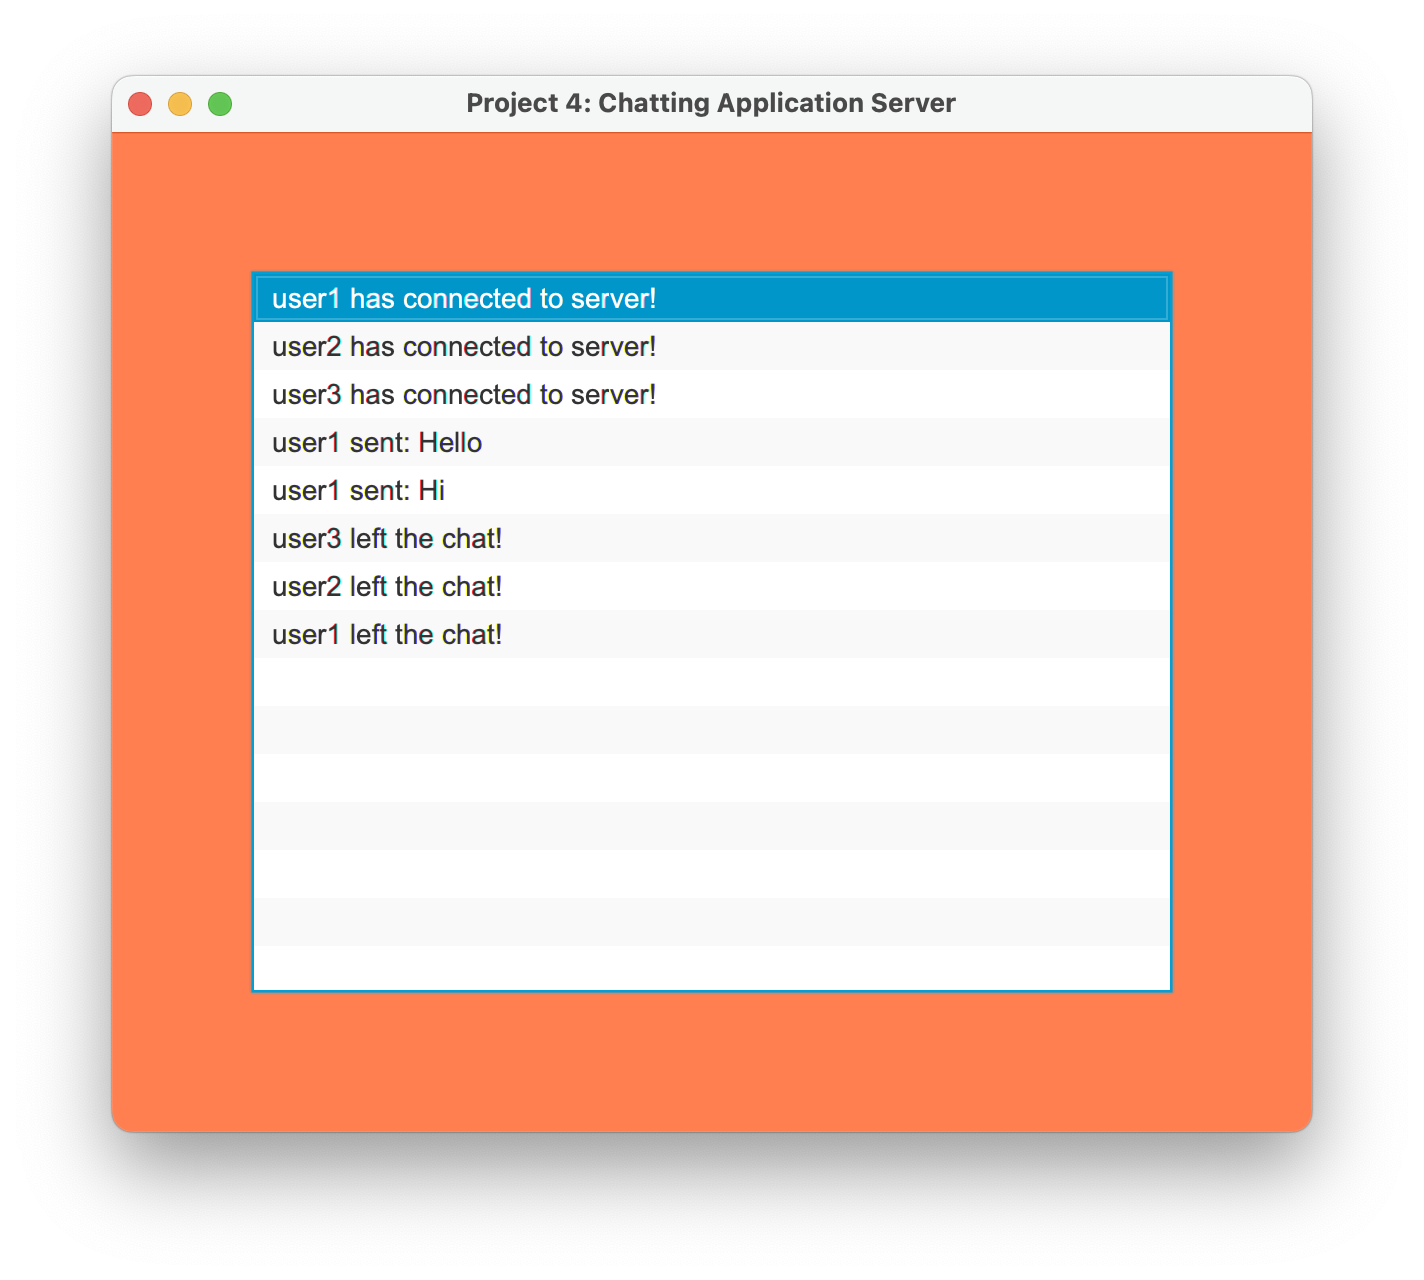 Project 4: Chatting Application Server
user1 has connected to server!
user2 has connected to server!
user3 has connected to server!
user1 sent: Hello
user1 sent: Hi
user3 left the chat!
user2 left the chat!
user1 left the chat!